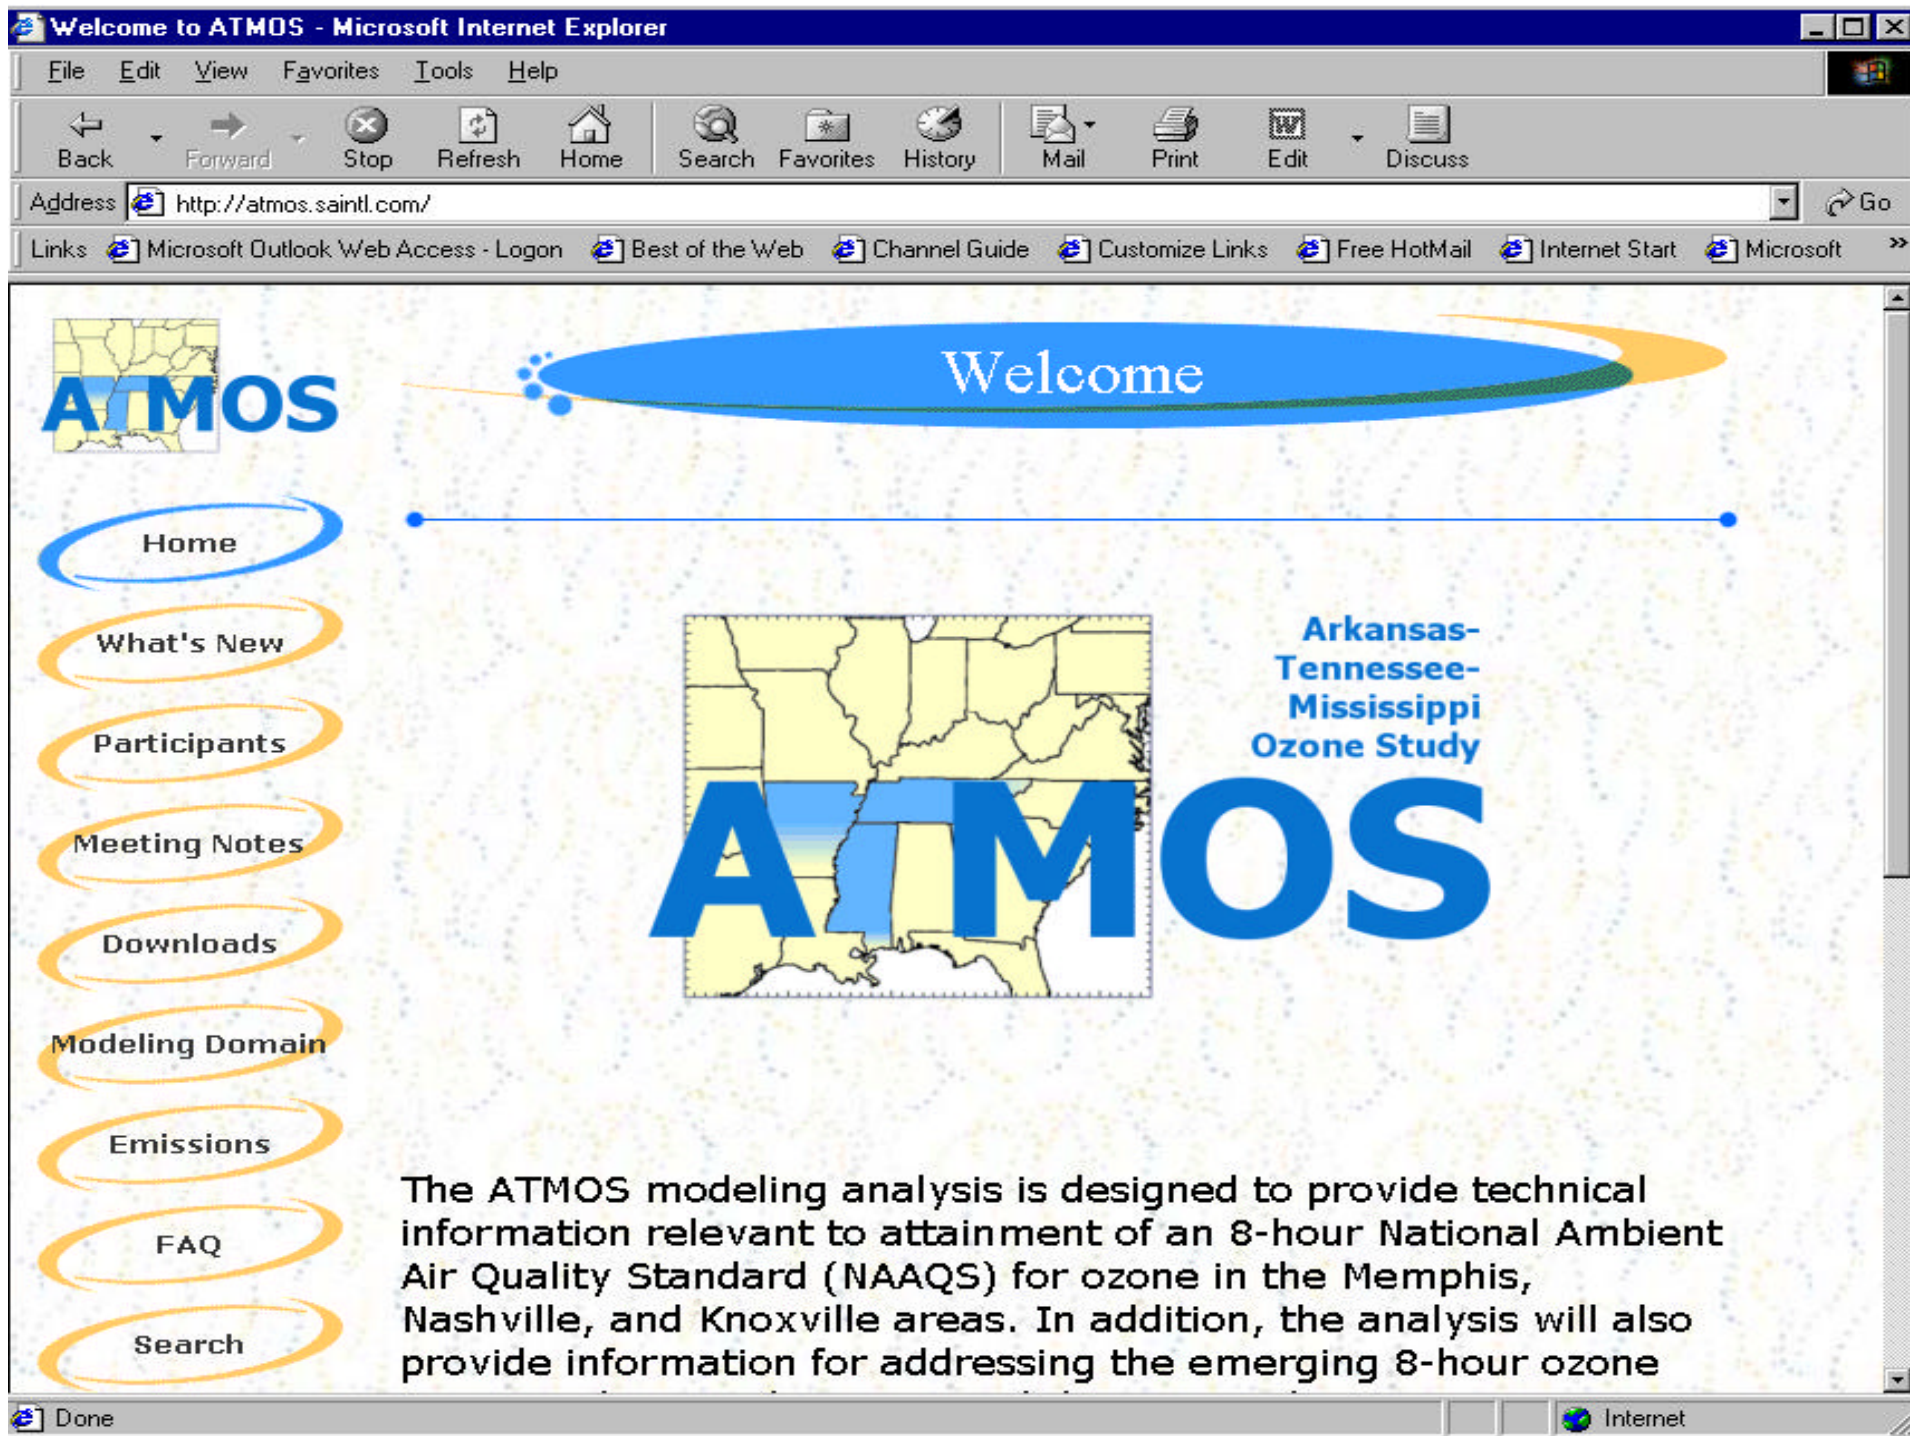 Welcome to ATMOS - Microsoft Internet Explorer
File Edit View Favorites Tools Help
Back Forward Stop Refresh Home Search Favorites History Mail Print Edit Discuss
Address http://atmos.saintl.com/ Go
Links Microsoft Outlook Web Access - Logon Best of the Web Channel Guide Customize Links Free HotMail Internet Start Microsoft »
A MOS
Welcome
Home
What's New
Participants
Meeting Notes
Downloads
Modeling Domain
Emissions
FAQ
Search
Arkansas-
Tennessee-
Mississippi
Ozone Study
A MOS
The ATMOS modeling analysis is designed to provide technical
information relevant to attainment of an 8-hour National Ambient
Air Quality Standard (NAAQS) for ozone in the Memphis,
Nashville, and Knoxville areas. In addition, the analysis will also
provide information for addressing the emerging 8-hour ozone
Done Internet